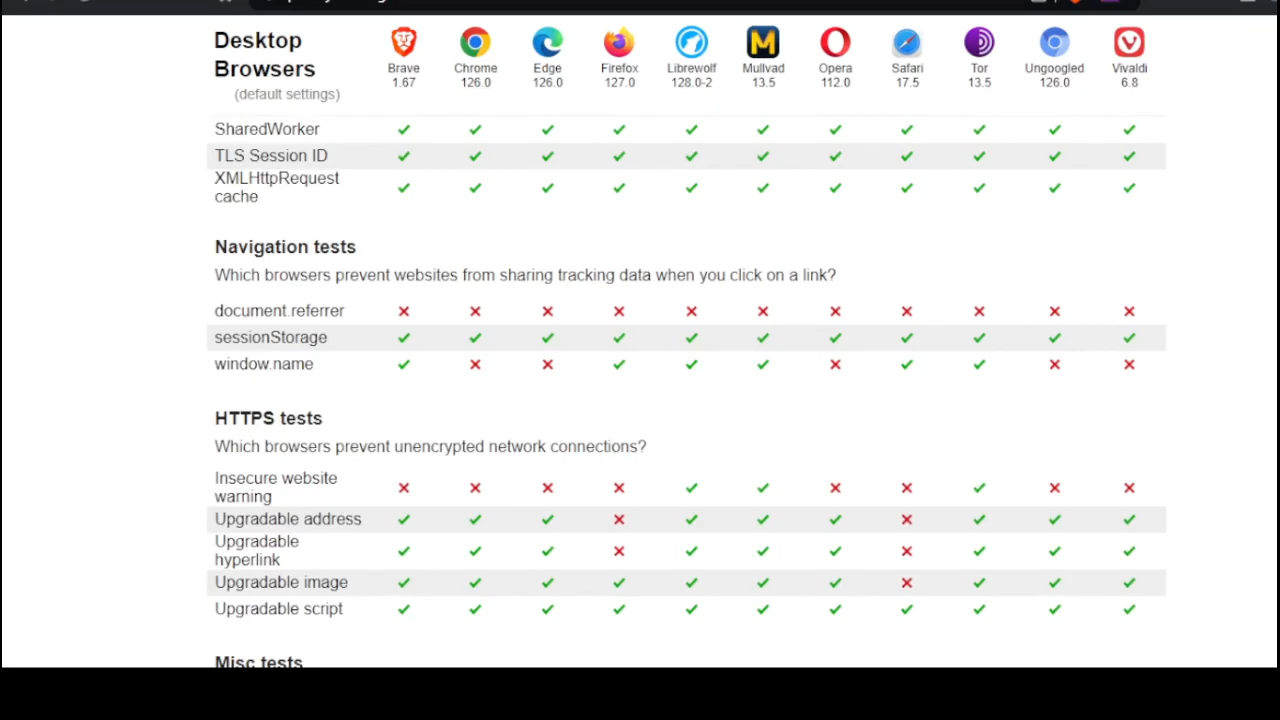 Desktop
Browsers
(default settings)
Brave Chrome Edge Firefox Librewolf Mullvad Opera Safari Tor Ungoogled Vivaldi
1.67 126.0 126.0 127.0 128.0-2 13.5 112.0 17.5 13.5 126.0 6.8
SharedWorker
TLS Session ID
XMLHttpRequest
cache
Navigation tests
Which browsers prevent websites from sharing tracking data when you click on a link?
document.referrer
sessionStorage
window.name
HTTPS tests
Which browsers prevent unencrypted network connections?
Insecure website
warning
Upgradable address
Upgradable
hyperlink
Upgradable image
Upgradable script
Misc tests